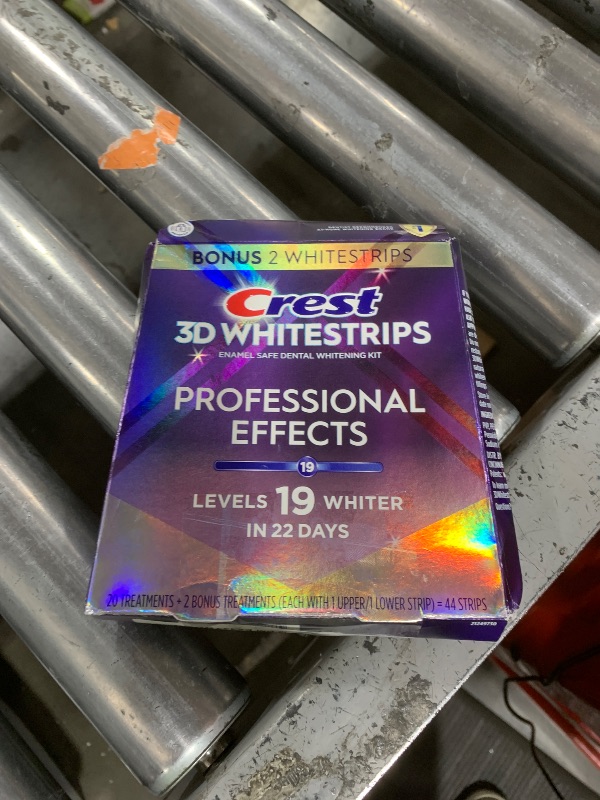 BONUS 2 WHITESTRIPS
Crest
3D WHITESTRIPS
ENAMEL SAFE DENTAL WHITENING KIT
PROFESSIONAL
EFFECTS
19
LEVELS 19 WHITER
IN 22 DAYS
20 TREATMENTS + 2 BONUS TREATMENTS (EACH WITH 1 UPPER/1 LOWER STRIP) = 44 STRIPS